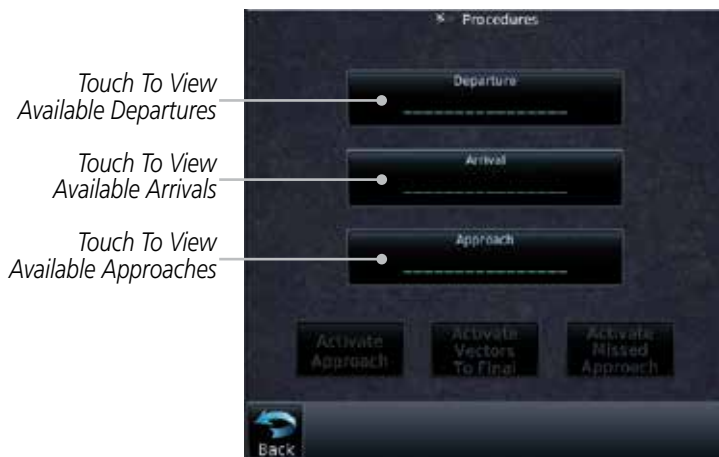 Procedures
Touch To View
Available Departures
Departure
Touch To View
Available Arrivals
Arrival
Touch To View
Available Approaches
Approach
Activate
Approach
Activate
Vectors
To Final
Activate
Missed
Approach
Back